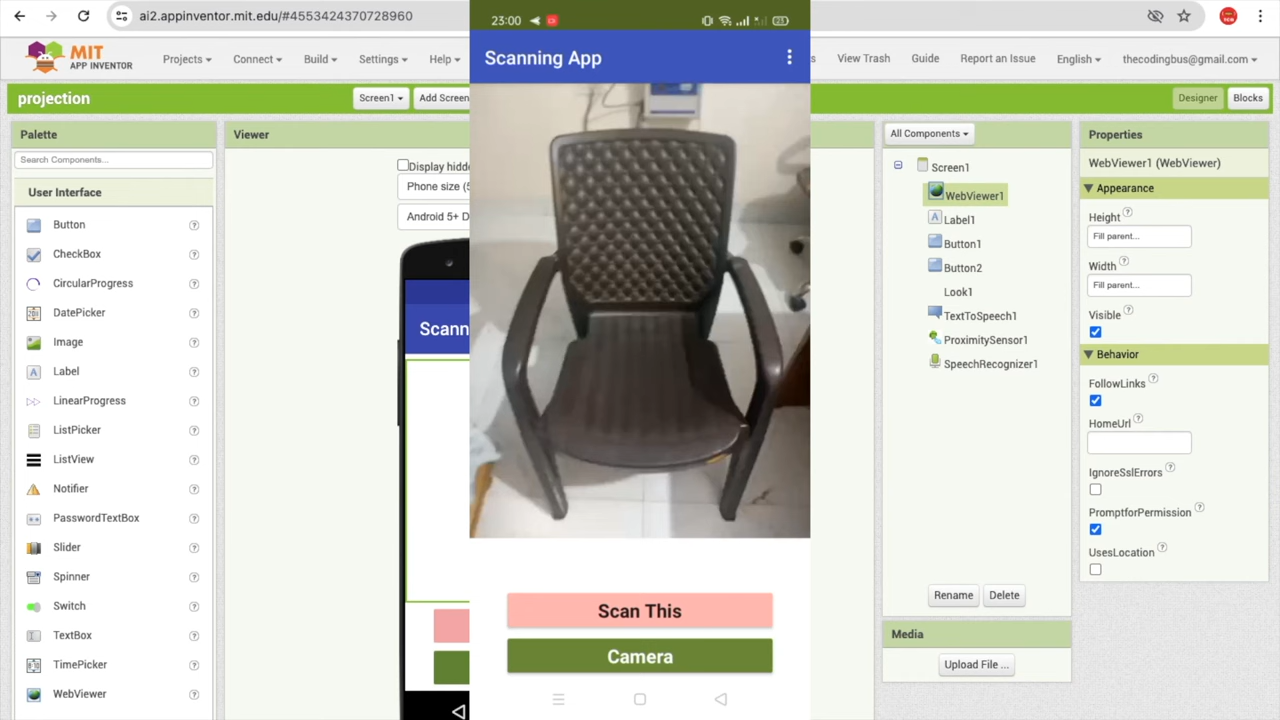 ai2.appinventor.mit.edu/#4553424370728960
MIT
APP INVENTOR
Projects
Connect
Build
Settings
Help
View Trash
Guide
Report an Issue
English
thecodingbus@gmail.com
projection
Screen1
Add Screen
Designer
Blocks
Palette
Search Components...
User Interface
Button
CheckBox
CircularProgress
DatePicker
Image
Label
LinearProgress
ListPicker
ListView
Notifier
PasswordTextBox
Slider
Spinner
Switch
TextBox
TimePicker
WebViewer
Viewer
Display hidd
Phone size (5
Android 5+ D
Scann
23:00
Scanning App
Scan This
Camera
All Components
Screen1
WebViewer1
Label1
Button1
Button2
Look1
TextToSpeech1
ProximitySensor1
SpeechRecognizer1
Rename
Delete
Media
Upload File ...
Properties
WebViewer1 (WebViewer)
Appearance
Height
Fill parent...
Width
Fill parent...
Visible
Behavior
FollowLinks
HomeUrl
IgnoreSslErrors
PromptforPermission
UsesLocation